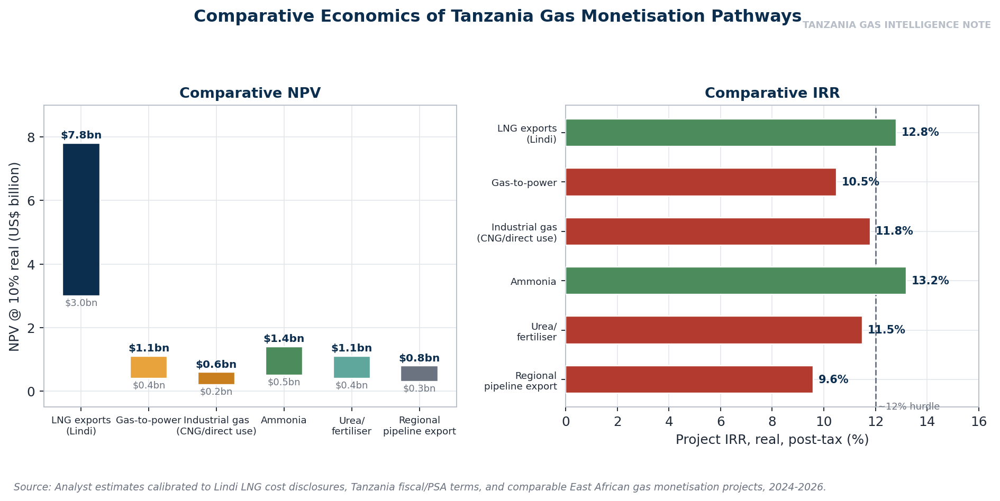 Comparative Economics of Tanzania Gas Monetisation Pathways
TANZANIA GAS INTELLIGENCE NOTE
Comparative NPV
NPV @ 10% real (US$ billion)
8
6
4
2
0
$7.8bn
$3.0bn
$1.1bn
$0.4bn
$0.6bn
$0.2bn
$1.4bn
$0.5bn
$1.1bn
$0.4bn
$0.8bn
$0.3bn
LNG exports
(Lindi)
Gas-to-power
Industrial gas
(CNG/direct use)
Ammonia
Urea/
fertiliser
Regional
pipeline export
Comparative IRR
LNG exports
(Lindi)
12.8%
Gas-to-power
10.5%
Industrial gas
(CNG/direct use)
11.8%
Ammonia
13.2%
Urea/
fertiliser
11.5%
Regional
pipeline export
9.6%
~12% hurdle
0 2 4 6 8 10 12 14 16
Project IRR, real, post-tax (%)
Source: Analyst estimates calibrated to Lindi LNG cost disclosures, Tanzania fiscal/PSA terms, and comparable East African gas monetisation projects, 2024-2026.